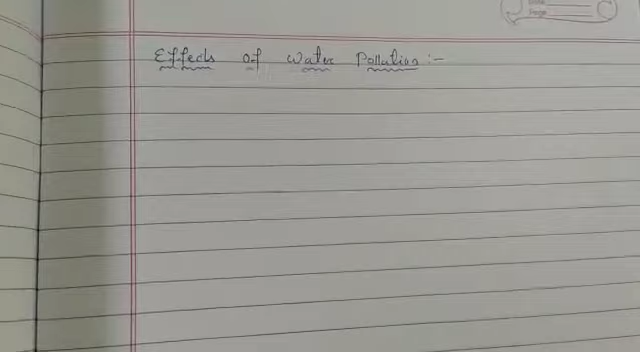 Effects of Water Pollution :-